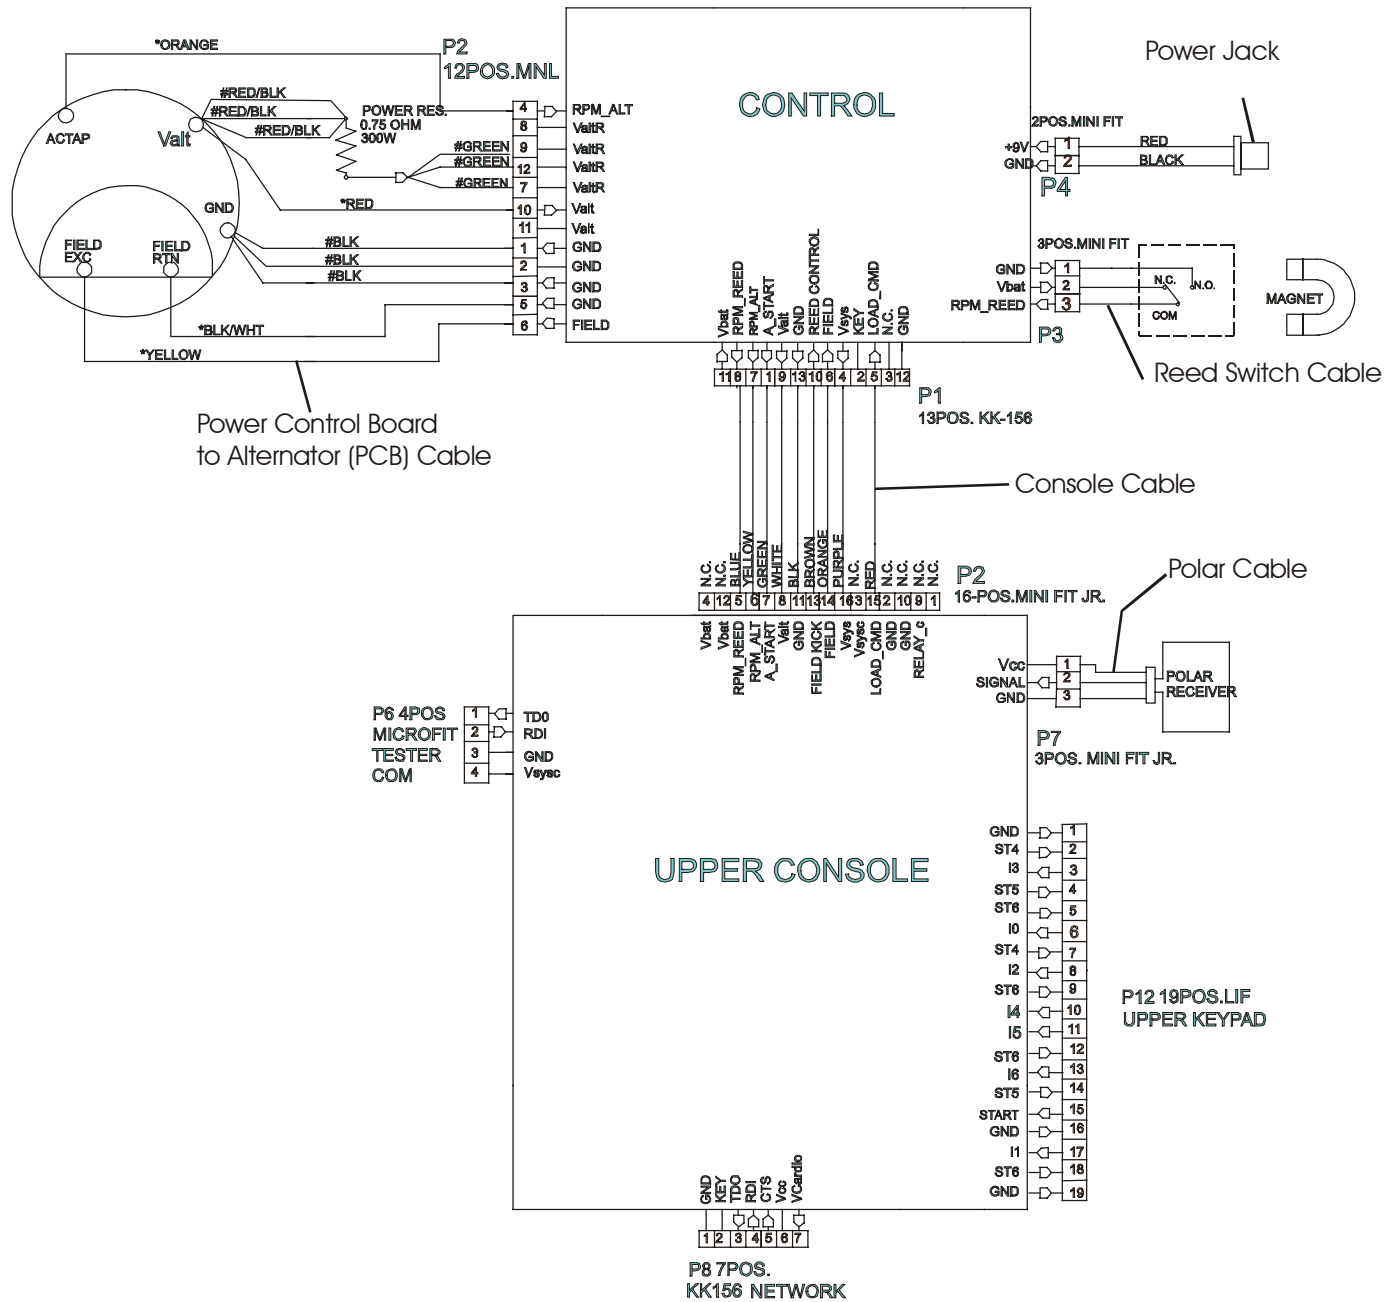 *ORANGE
P2
12POS.MNL
#RED/BLK
#RED/BLK
#RED/BLK
POWER RES.
0.75 OHM
300W
ACTAP
Valt
#GREEN
#GREEN
#GREEN
*RED
GND
#BLK
#BLK
#BLK
FIELD
EXC
FIELD
RTN
*BLK/WHT
*YELLOW
4 RPM_ALT
8 ValtR
9 ValtR
12 ValtR
7 ValtR
10 Valt
11 Valt
1 GND
2 GND
3 GND
5 GND
6 FIELD
Power Control Board
to Alternator (PCB) Cable
CONTROL
Power Jack
2POS.MINI FIT
+9V 1 RED
GND 2 BLACK
P4
3POS.MINI FIT
GND 1
Vbat 2
RPM_REED 3
P3
N.C.
N.O.
COM
MAGNET
Reed Switch Cable
Vbat RPM_REED RPM_ALT A_START Valt GND REED CONTROL FIELD Vsys KEY LOAD_CMD N.C. GND
11 8 7 1 9 13 10 6 4 2 5 3 12
P1
13POS. KK-156
Console Cable
N.C. N.C. BLUE YELLOW GREEN WHITE BLK BROWN ORANGE PURPLE N.C. RED N.C. N.C. N.C. N.C.
P2
16-POS.MINI FIT JR.
4 12 5 6 7 8 11 13 14 16 3 15 2 10 9 1
Vbat Vbat RPM_REED RPM_ALT A_START Valt GND FIELD KICK FIELD Vsys Vsysc LOAD_CMD GND GND RELAY_c
Polar Cable
Vcc 1
SIGNAL 2
GND 3
POLAR
RECEIVER
P7
3POS. MINI FIT JR.
P6 4POS
MICROFIT
TESTER
COM
1 TD0
2 RDI
3 GND
4 Vsysc
UPPER CONSOLE
GND 1
ST4 2
I3 3
ST5 4
ST6 5
I0 6
ST4 7
I2 8
ST6 9
I4 10
I5 11
ST6 12
I6 13
ST5 14
START 15
GND 16
I1 17
ST6 18
GND 19
P12 19POS.LIF
UPPER KEYPAD
GND KEY TDO RDI CTS Vcc VCardio
1 2 3 4 5 6 7
P8 7POS.
KK156 NETWORK